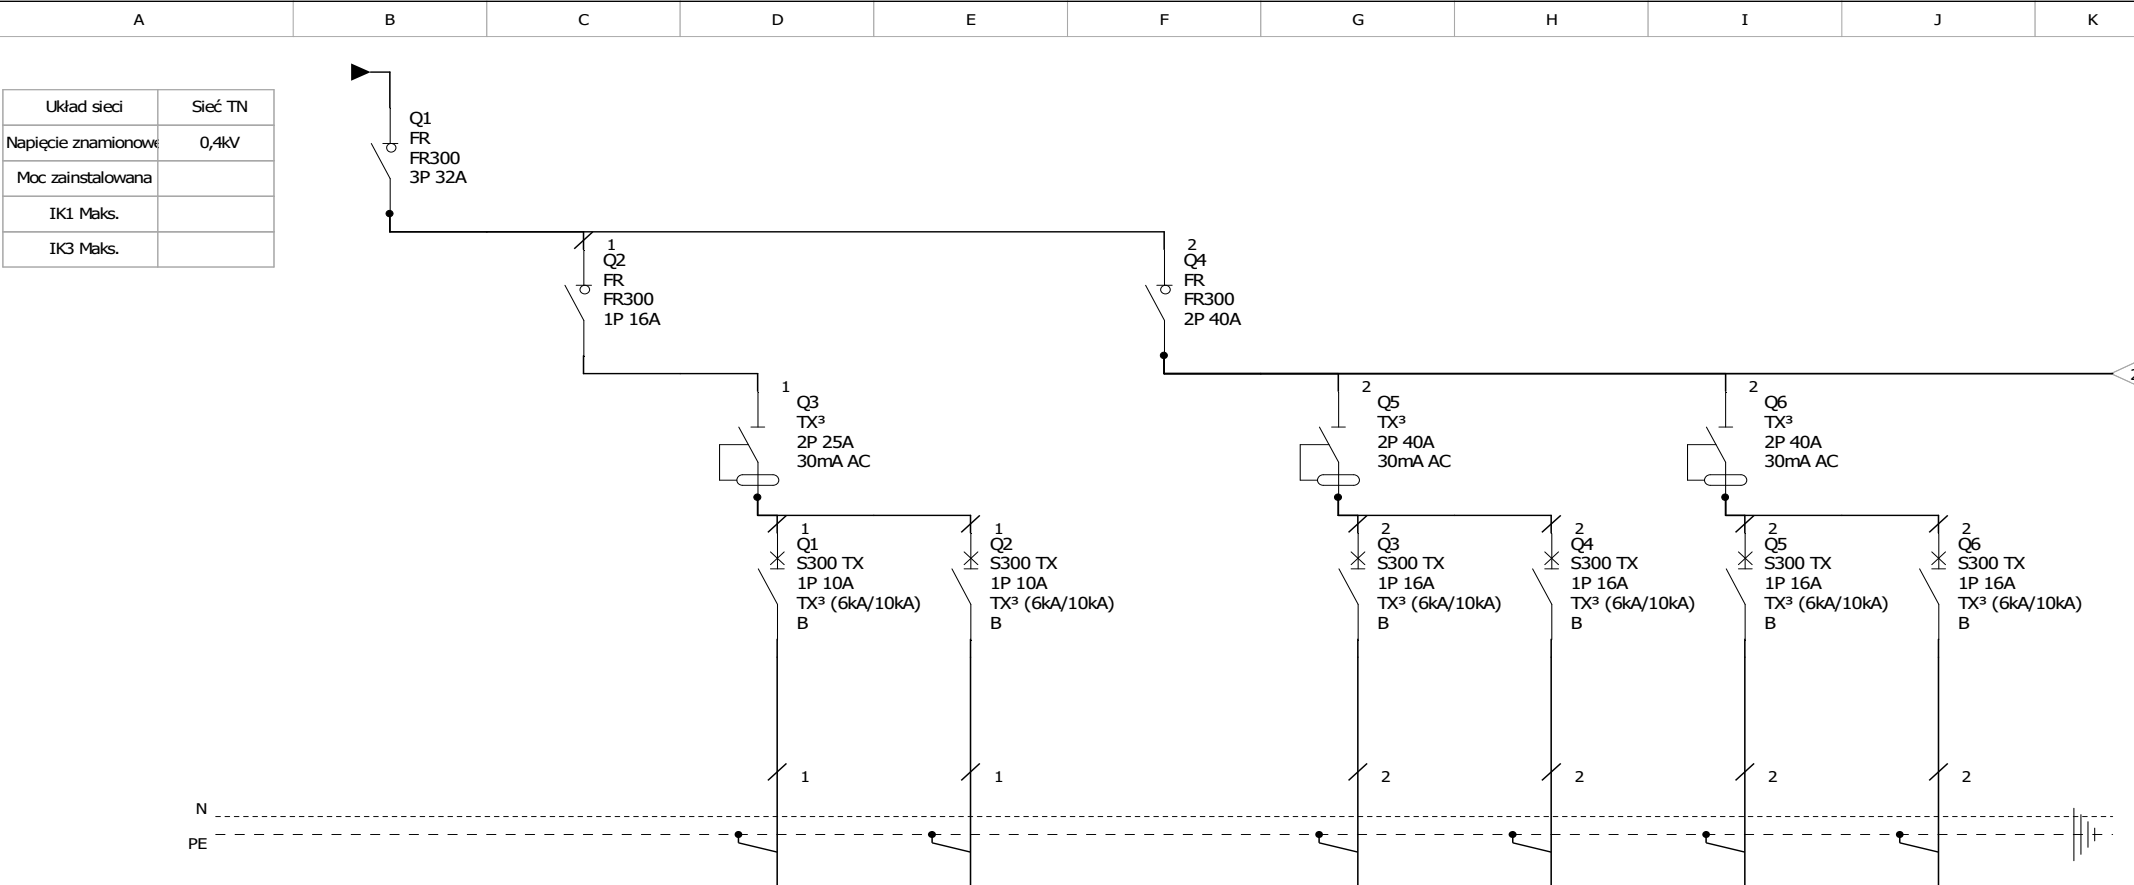 A B C D E F G H I J K
Układ sieci Sieć TN
Napięcie znamionowe 0,4kV
Moc zainstalowana
IK1 Maks.
IK3 Maks.
Q1
FR
FR300
3P 32A
1
Q2
FR
FR300
1P 16A
2
Q4
FR
FR300
2P 40A
2
1
Q3
TX³
2P 25A
30mA AC
2
Q5
TX³
2P 40A
30mA AC
2
Q6
TX³
2P 40A
30mA AC
1
Q1
S300 TX
1P 10A
TX³ (6kA/10kA)
B
1
Q2
S300 TX
1P 10A
TX³ (6kA/10kA)
B
2
Q3
S300 TX
1P 16A
TX³ (6kA/10kA)
B
2
Q4
S300 TX
1P 16A
TX³ (6kA/10kA)
B
2
Q5
S300 TX
1P 16A
TX³ (6kA/10kA)
B
2
Q6
S300 TX
1P 16A
TX³ (6kA/10kA)
B
1 1 2 2 2 2
N
PE